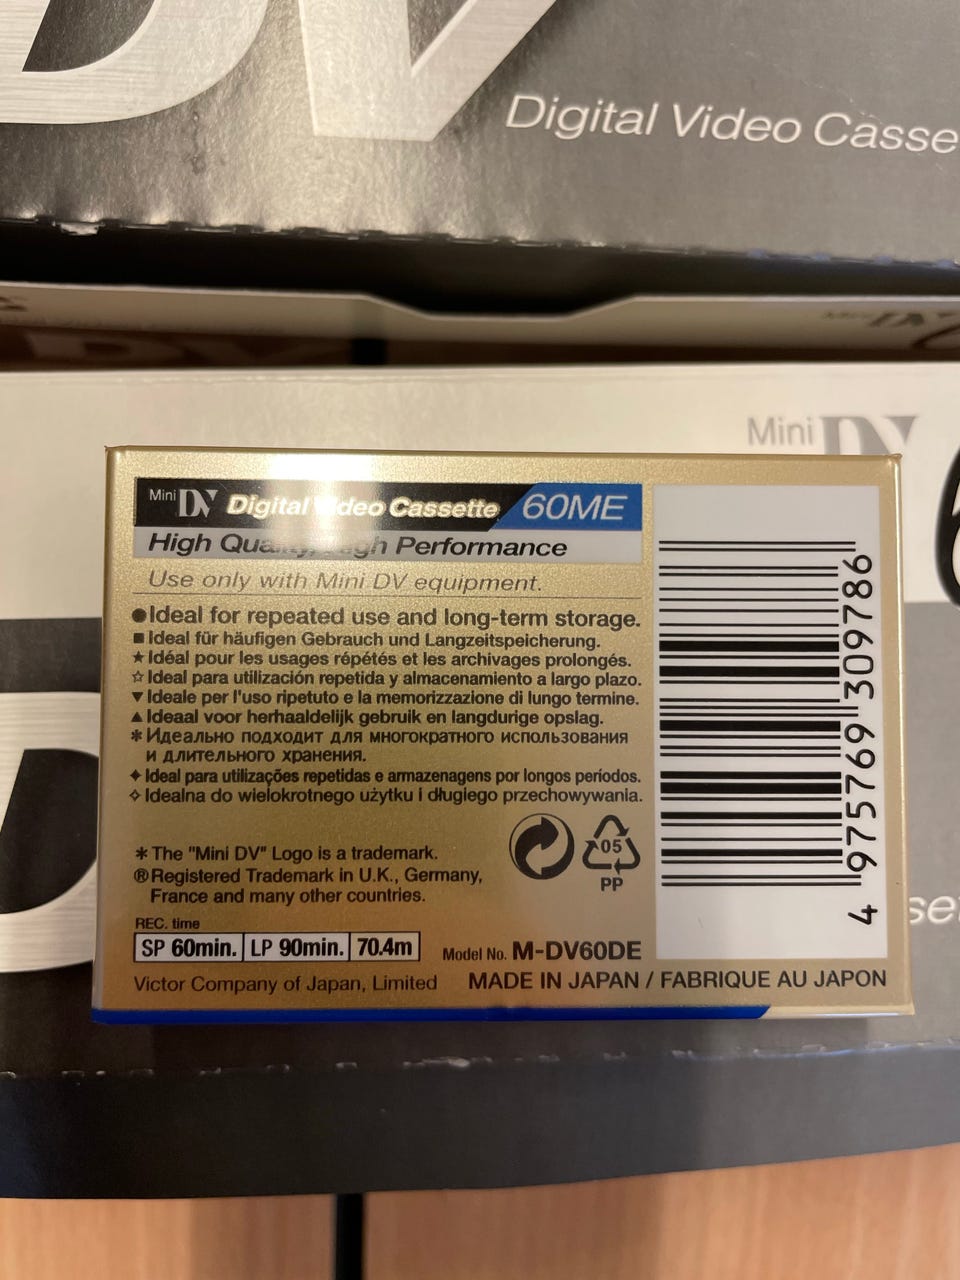 Digital Video Casse
Mini DV
Mini DV
Mini DV Digital Video Cassette 60ME
High Quality, High Performance
Use only with Mini DV equipment.
●Ideal for repeated use and long-term storage.
■Ideal für häufigen Gebrauch und Langzeitspeicherung.
★Idéal pour les usages répétés et les archivages prolongés.
☆Ideal para utilización repetida y almacenamiento a largo plazo.
▼Ideale per l'uso ripetuto e la memorizzazione di lungo termine.
▲Ideaal voor herhaaldelijk gebruik en langdurige opslag.
✻Идеально подходит для многократного использования
и длительного хранения.
✦Ideal para utilizações repetidas e armazenagens por longos períodos.
✧Idealna do wielokrotnego użytku i długiego przechowywania.
* The "Mini DV" Logo is a trademark.
®Registered Trademark in U.K., Germany,
France and many other countries.
05
PP
REC. time
SP 60min. LP 90min. 70.4m
Model No. M-DV60DE
Victor Company of Japan, Limited
MADE IN JAPAN / FABRIQUE AU JAPON
4 975769 309786